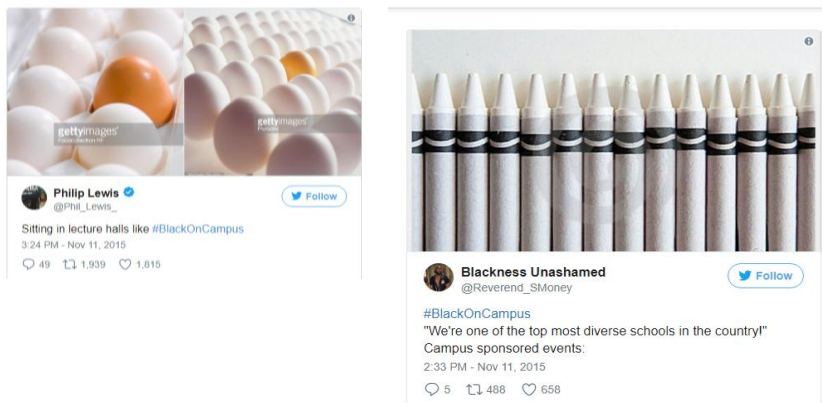 gettyimages®
gettyimages®
Philip Lewis
Follow
@Phil_Lewis_
Sitting in lecture halls like #BlackOnCampus
3:24 PM - Nov 11, 2015
49 1,939 1,815
Blackness Unashamed
Follow
@Reverend_SMoney
#BlackOnCampus
"We're one of the top most diverse schools in the country!"
Campus sponsored events:
2:33 PM - Nov 11, 2015
5 488 658